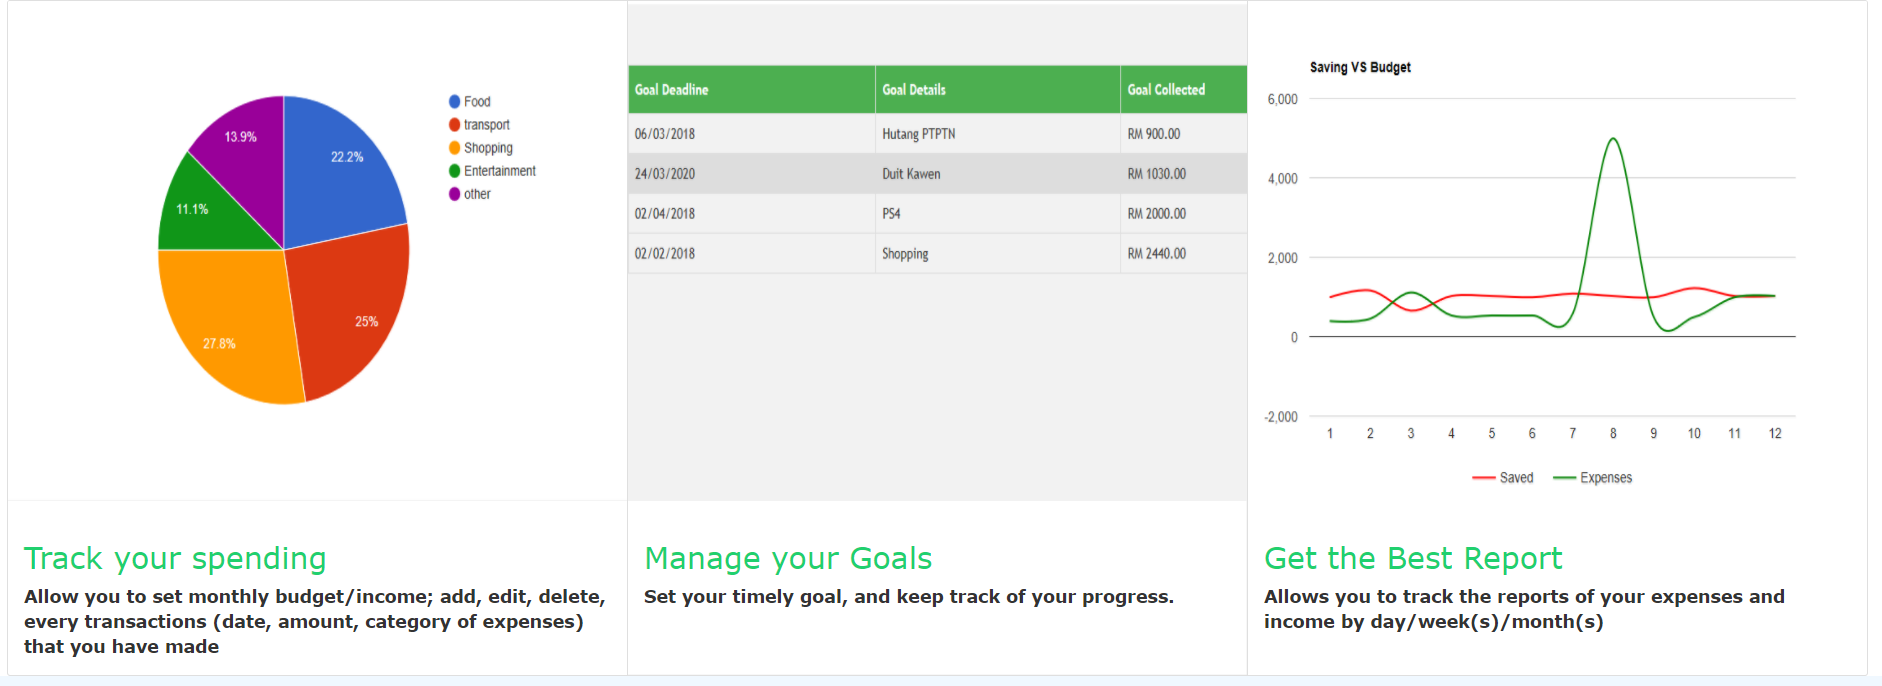 Food
transport
Shopping
Entertainment
other
13.9%
22.2%
11.1%
25%
27.8%
Track your spending
Allow you to set monthly budget/income; add, edit, delete,
every transactions (date, amount, category of expenses)
that you have made
Goal Deadline Goal Details Goal Collected
06/03/2018 Hutang PTPTN RM 900.00
24/03/2020 Duit Kawen RM 1030.00
02/04/2018 PS4 RM 2000.00
02/02/2018 Shopping RM 2440.00
Manage your Goals
Set your timely goal, and keep track of your progress.
Saving VS Budget
6,000
4,000
2,000
0
-2,000
1 2 3 4 5 6 7 8 9 10 11 12
Saved Expenses
Get the Best Report
Allows you to track the reports of your expenses and
income by day/week(s)/month(s)